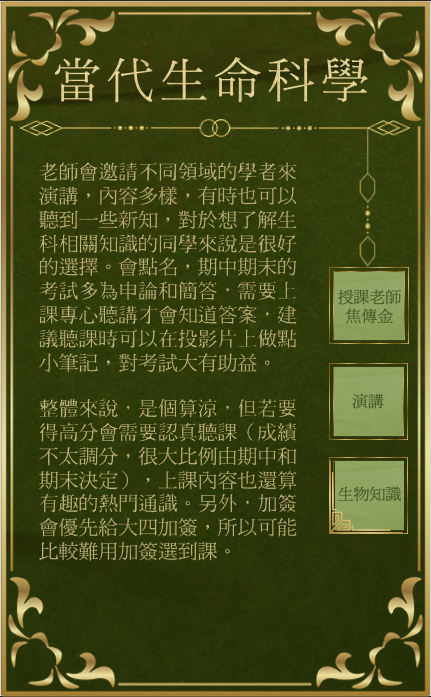 當代生命科學
老師會邀請不同領域的學者來
演講，內容多樣，有時也可以
聽到一些新知，對於想了解生
科相關知識的同學來說是很好
的選擇。會點名，期中期末的
考試多為申論和簡答，需要上
課專心聽講才會知道答案，建
議聽課時可以在投影片上做點
小筆記，對考試大有助益。
整體來說，是個算涼，但若要
得高分會需要認真聽課（成績
不太調分，很大比例由期中和
期末決定），上課內容也還算
有趣的熱門通識。另外，加簽
會優先給大四加簽，所以可能
比較難用加簽選到課。
授課老師
焦傳金
演講
生物知識